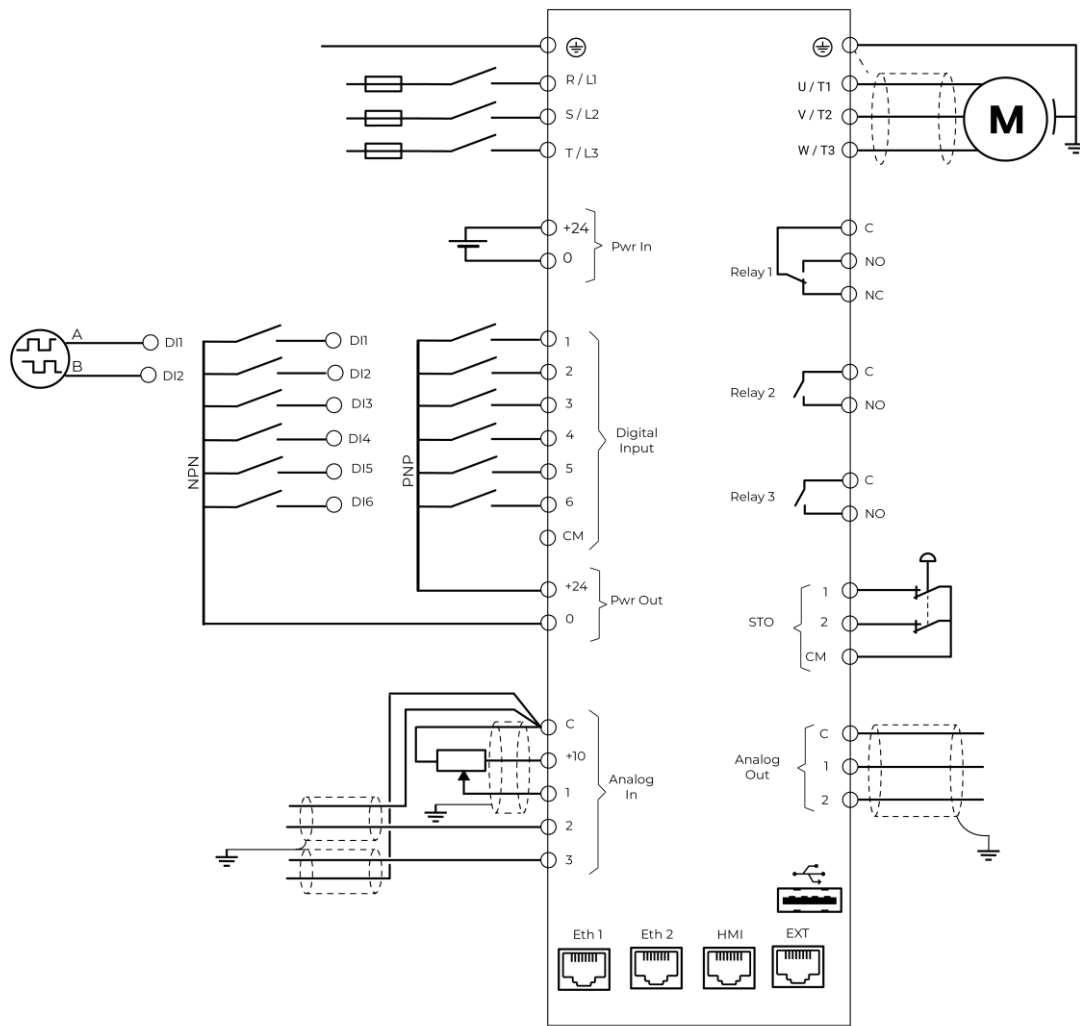 R / L1
S / L2
T / L3
U / T1
V / T2
W / T3
M
+24
0
Pwr In
Relay 1
C
NO
NC
A
B
DI1
DI2
NPN
DI1
DI2
DI3
DI4
DI5
DI6
PNP
1
2
3
4
5
6
CM
Digital
Input
Relay 2
C
NO
Relay 3
C
NO
+24
0
Pwr Out
STO
1
2
CM
C
+10
1
2
3
Analog
In
Analog
Out
C
1
2
Eth 1
Eth 2
HMI
EXT